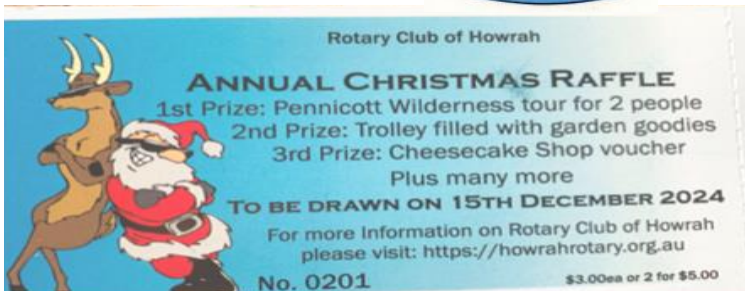 Rotary Club of Howrah
ANNUAL CHRISTMAS RAFFLE
1st Prize: Pennicott Wilderness tour for 2 people
2nd Prize: Trolley filled with garden goodies
3rd Prize: Cheesecake Shop voucher
Plus many more
TO BE DRAWN ON 15TH DECEMBER 2024
For more Information on Rotary Club of Howrah
please visit: https://howrahrotary.org.au
No. 0201
$3.00ea or 2 for $5.00